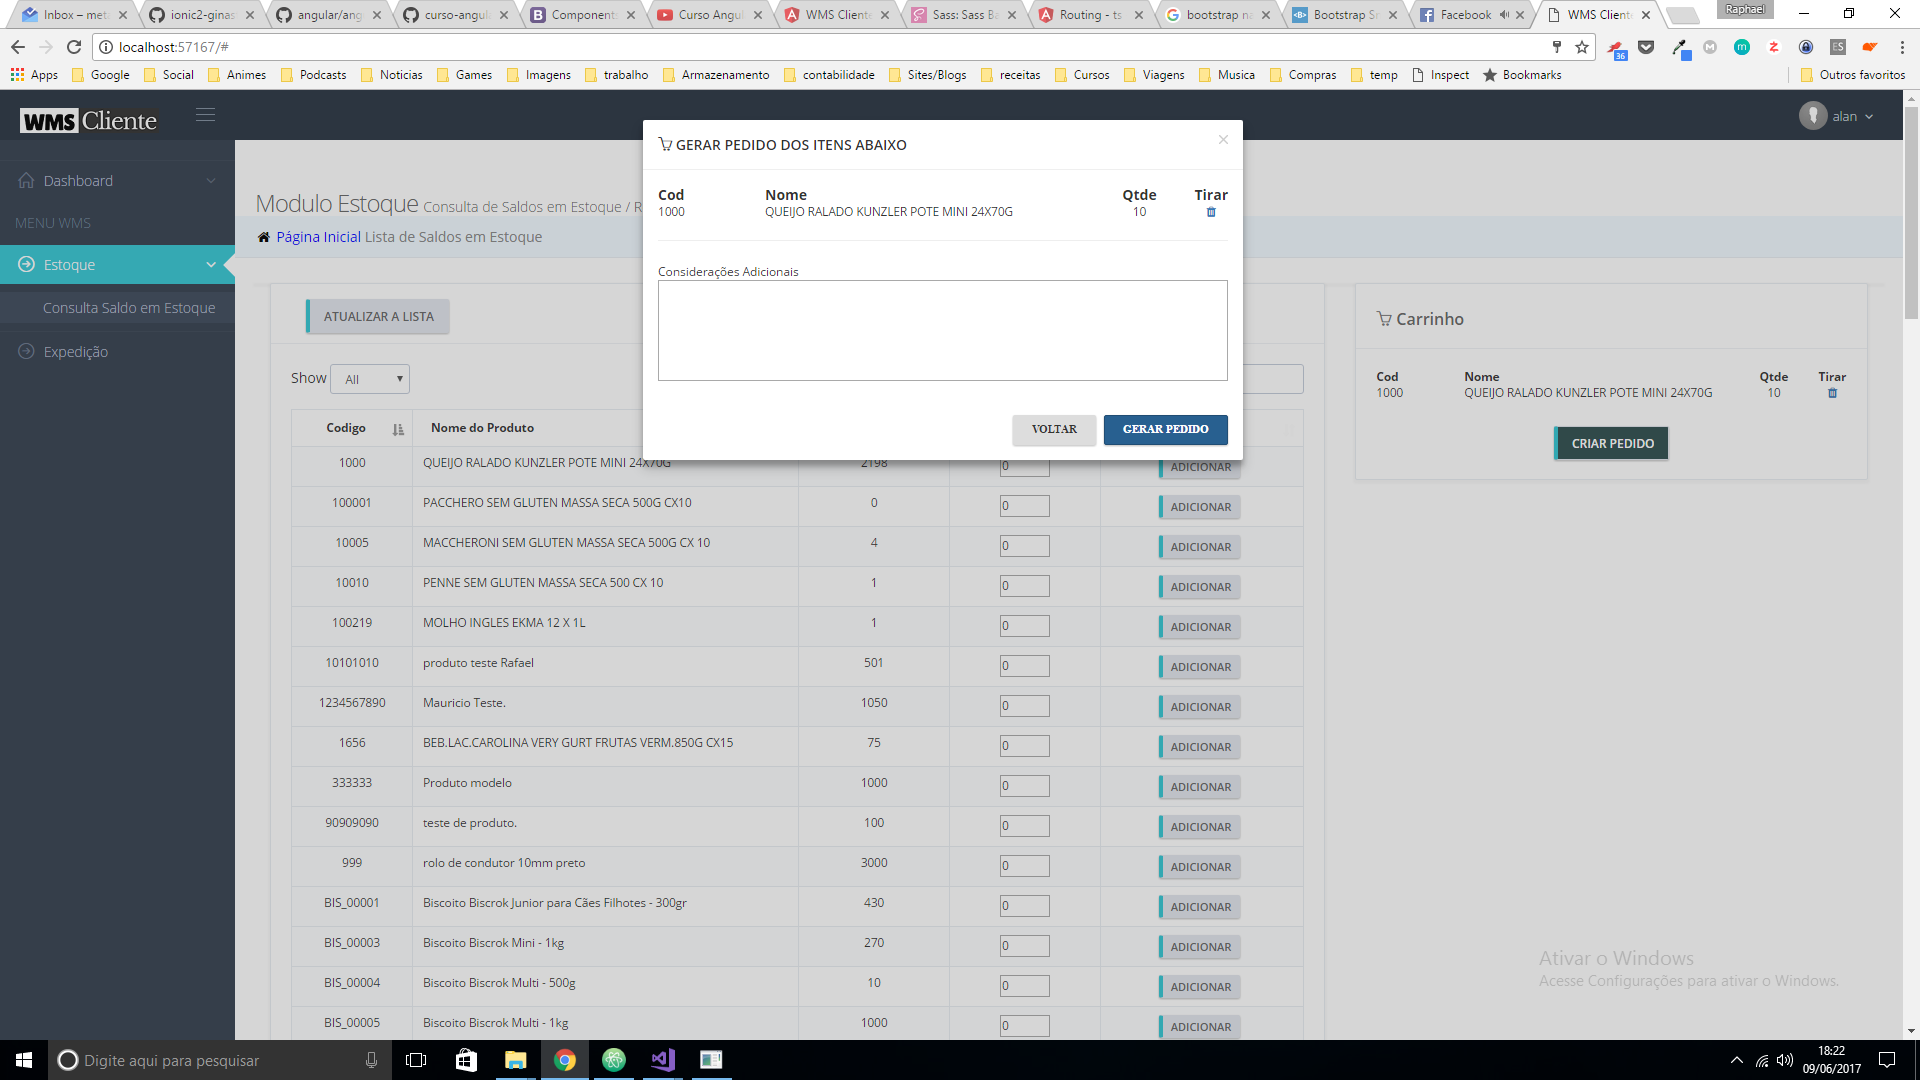 Inbox – meta
ionic2-ginas
angular/ang
curso-angul
Component
Curso Angul
WMS Cliente
Sass: Sass Ba
Routing - ts
bootstrap na
Bootstrap Sn
Facebook
WMS Client
Raphael
localhost:57167/#
36
ES
Apps
Google
Social
Animes
Podcasts
Noticias
Games
Imagens
trabalho
Armazenamento
contabilidade
Sites/Blogs
receitas
Cursos
Viagens
Musica
Compras
temp
Inspect
Bookmarks
Outros favoritos
WMS Cliente
alan
Dashboard
MENU WMS
Estoque
Consulta Saldo em Estoque
Expedição
Modulo Estoque Consulta de Saldos em Estoque / R
Página Inicial Lista de Saldos em Estoque
ATUALIZAR A LISTA
Show All
GERAR PEDIDO DOS ITENS ABAIXO
×
Cod Nome Qtde Tirar
1000 QUEIJO RALADO KUNZLER POTE MINI 24X70G 10
Considerações Adicionais
VOLTAR GERAR PEDIDO
Carrinho
Cod Nome Qtde Tirar
1000 QUEIJO RALADO KUNZLER POTE MINI 24X70G 10
CRIAR PEDIDO
Codigo Nome do Produto
1000 QUEIJO RALADO KUNZLER POTE MINI 24X70G 2198 0 ADICIONAR
100001 PACCHERO SEM GLUTEN MASSA SECA 500G CX10 0 0 ADICIONAR
10005 MACCHERONI SEM GLUTEN MASSA SECA 500G CX 10 4 0 ADICIONAR
10010 PENNE SEM GLUTEN MASSA SECA 500 CX 10 1 0 ADICIONAR
100219 MOLHO INGLES EKMA 12 X 1L 1 0 ADICIONAR
10101010 produto teste Rafael 501 0 ADICIONAR
1234567890 Mauricio Teste. 1050 0 ADICIONAR
1656 BEB.LAC.CAROLINA VERY GURT FRUTAS VERM.850G CX15 75 0 ADICIONAR
333333 Produto modelo 1000 0 ADICIONAR
90909090 teste de produto. 100 0 ADICIONAR
999 rolo de condutor 10mm preto 3000 0 ADICIONAR
BIS_00001 Biscoito Biscrok Junior para Cães Filhotes - 300gr 430 0 ADICIONAR
BIS_00003 Biscoito Biscrok Mini - 1kg 270 0 ADICIONAR
BIS_00004 Biscoito Biscrok Multi - 500g 10 0 ADICIONAR
BIS_00005 Biscoito Biscrok Multi - 1kg 1000 0 ADICIONAR
Ativar o Windows
Acesse Configurações para ativar o Windows.
Digite aqui para pesquisar
18:22
09/06/2017